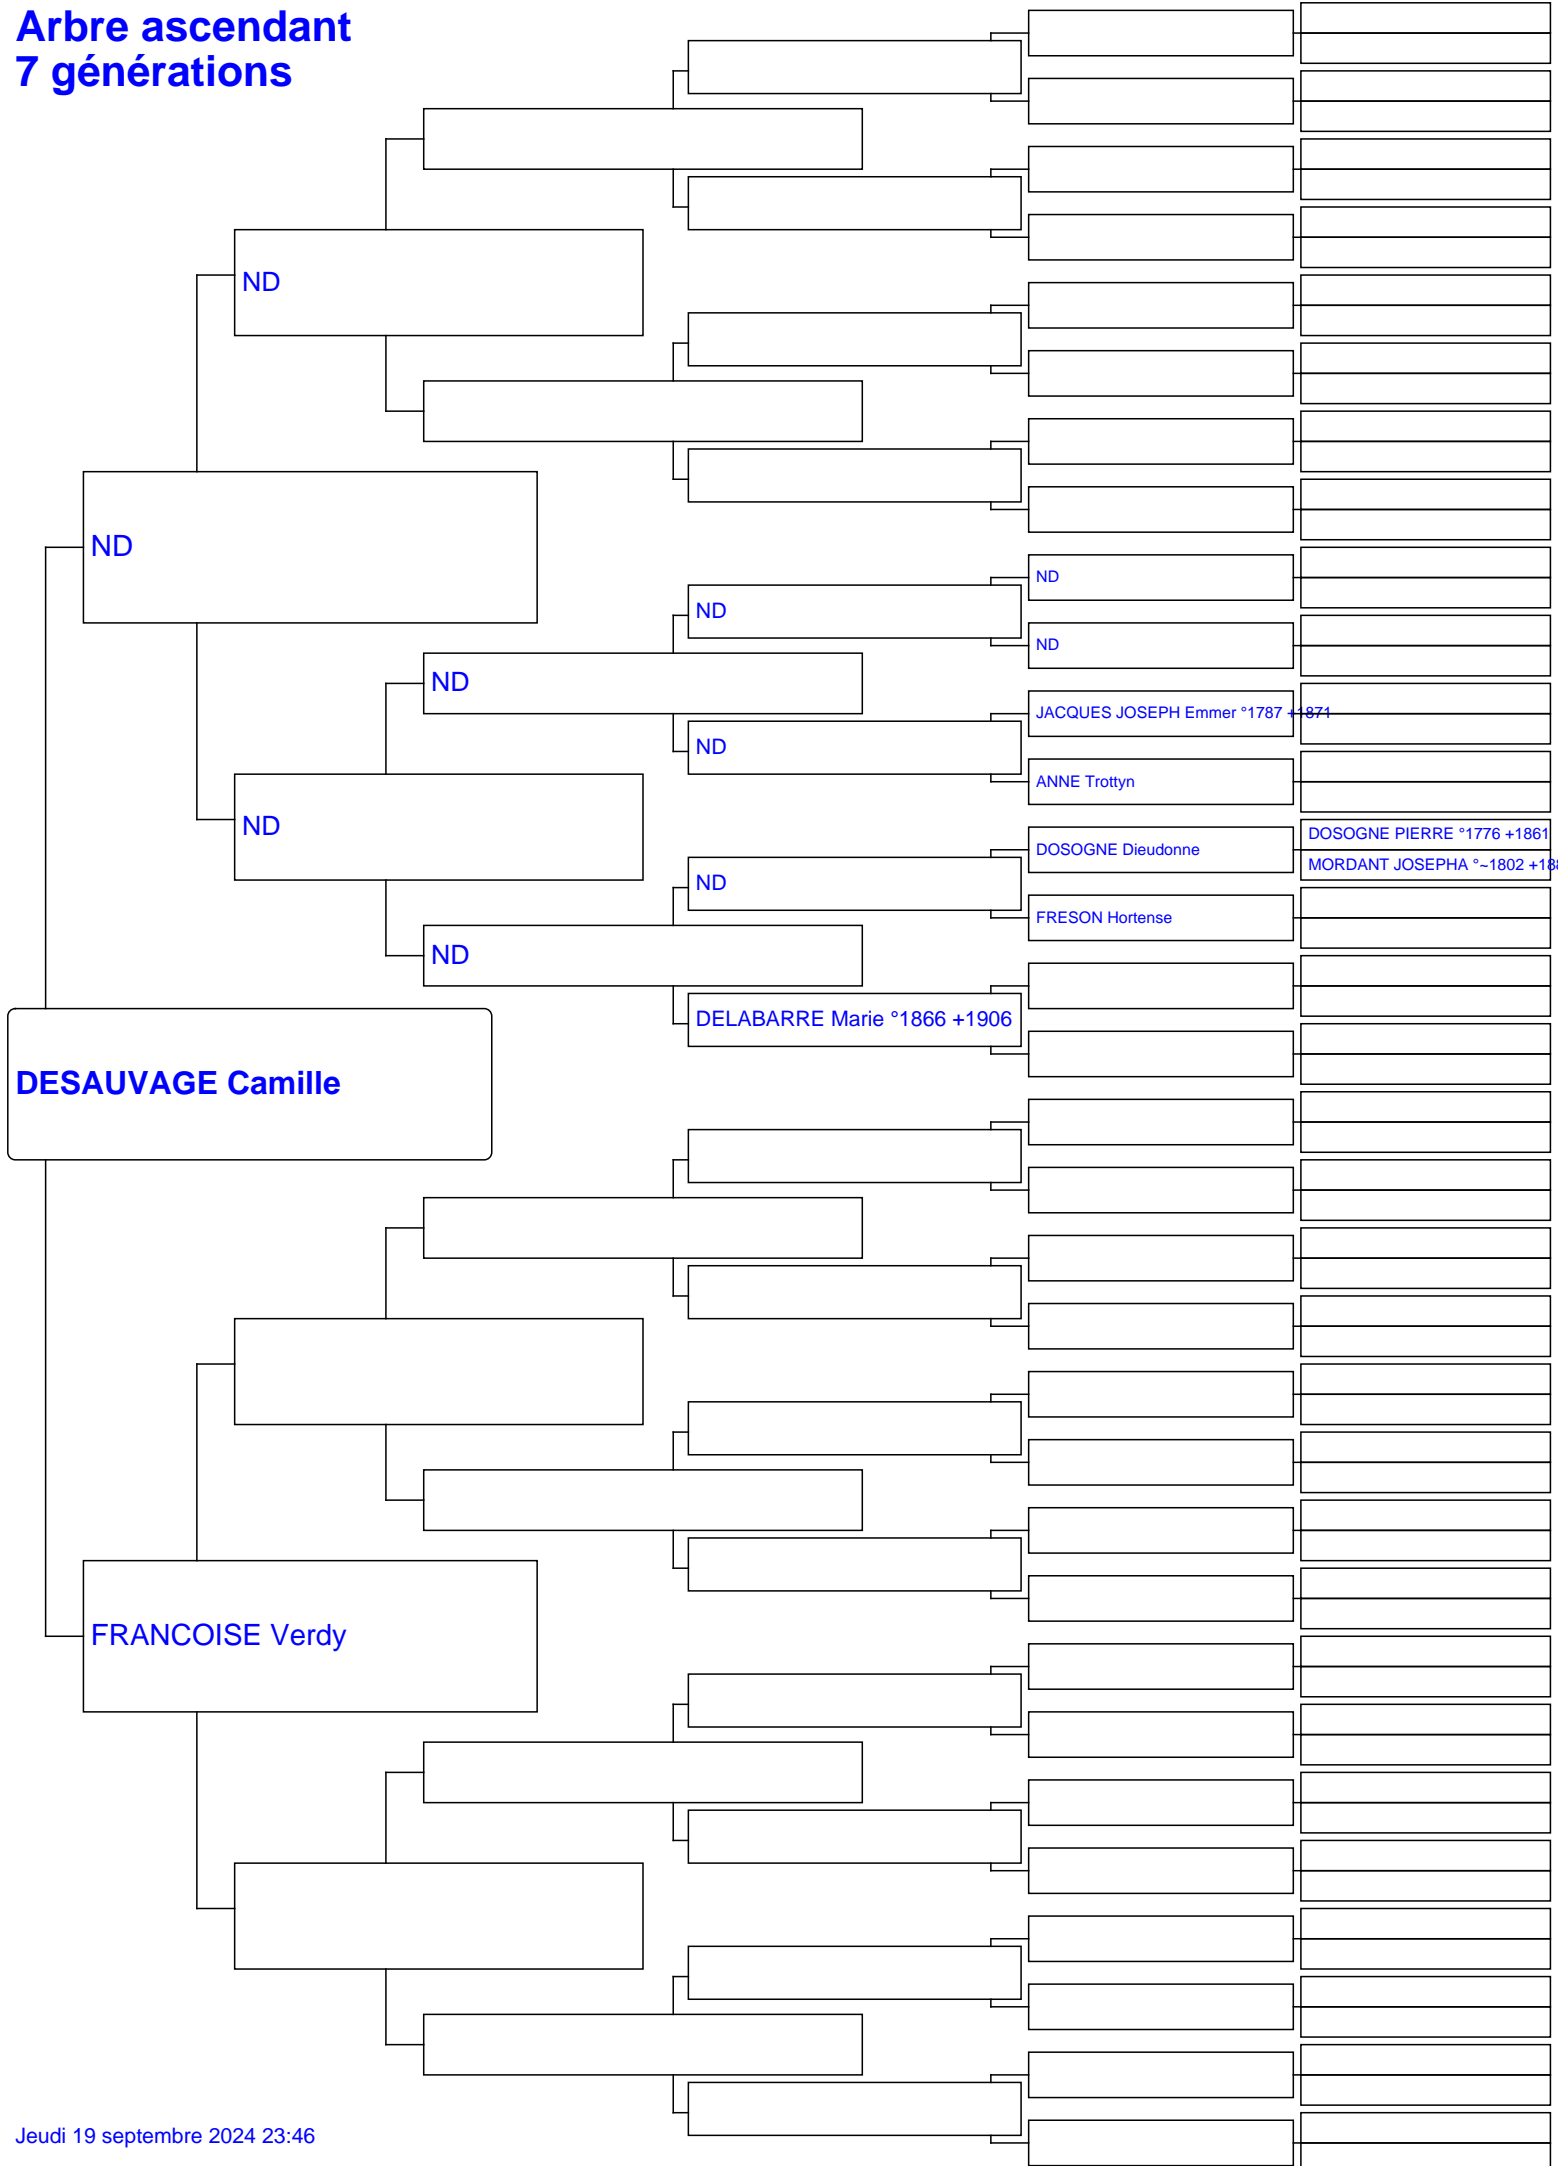 Arbre ascendant
7 générations
ND
ND
ND
ND
ND
JACQUES JOSEPH Emmer °1787 +1871
ND
ANNE Trottyn
ND
DOSOGNE PIERRE °1776 +1861
DOSOGNE Dieudonne
MORDANT JOSEPHA °~1802 +18
ND
FRESON Hortense
ND
DELABARRE Marie °1866 +1906
DESAUVAGE Camille
FRANCOISE Verdy
Jeudi 19 septembre 2024 23:46